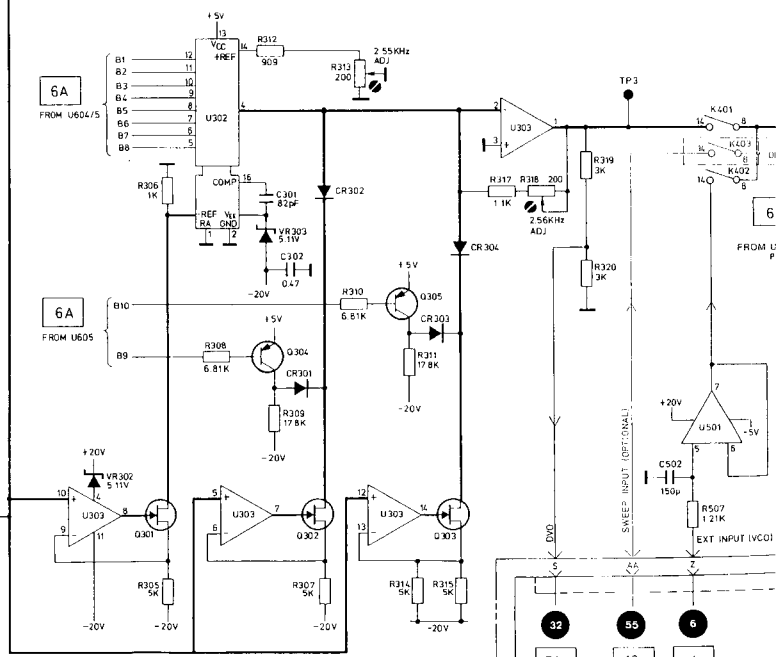 +5V
U302
13
VCC
+REF
14
R312
909
R313
200
2.55KHz
ADJ
6A
FROM U604/5
B1
B2
B3
B4
B5
B6
B7
B8
12
11
10
9
8
7
6
5
U302
4
R306
1K
COMP
16
C301
82pF
REF
RA
VEE
GND
1
2
VR303
5.11V
C302
0.47
-20V
CR302
2
3
+
U303
1
TP3
R317
1.1K
R318
200
2.56KHz
ADJ
R319
3K
R320
3K
K401
14
8
K403
14
8
K402
14
8
6
FROM U
CR304
6A
FROM U605
B10
B9
R310
6.81K
+5V
Q305
CR303
R311
17.8K
-20V
R308
6.81K
+5V
Q304
CR301
R309
17.8K
-20V
+20V
VR302
5.11V
10
+
4
9
-
U303
8
11
Q301
R305
5K
-20V
-20V
5
+
6
-
U303
7
Q302
R307
5K
-20V
12
+
13
-
U303
14
Q303
R314
5K
R315
5K
-20V
DVO
SWEEP INPUT (OPTIONAL)
+20V
7
U501
-5V
5
6
C502
150p
R507
1.21K
EXT INPUT (VCO)
S
AA
Z
32
55
6